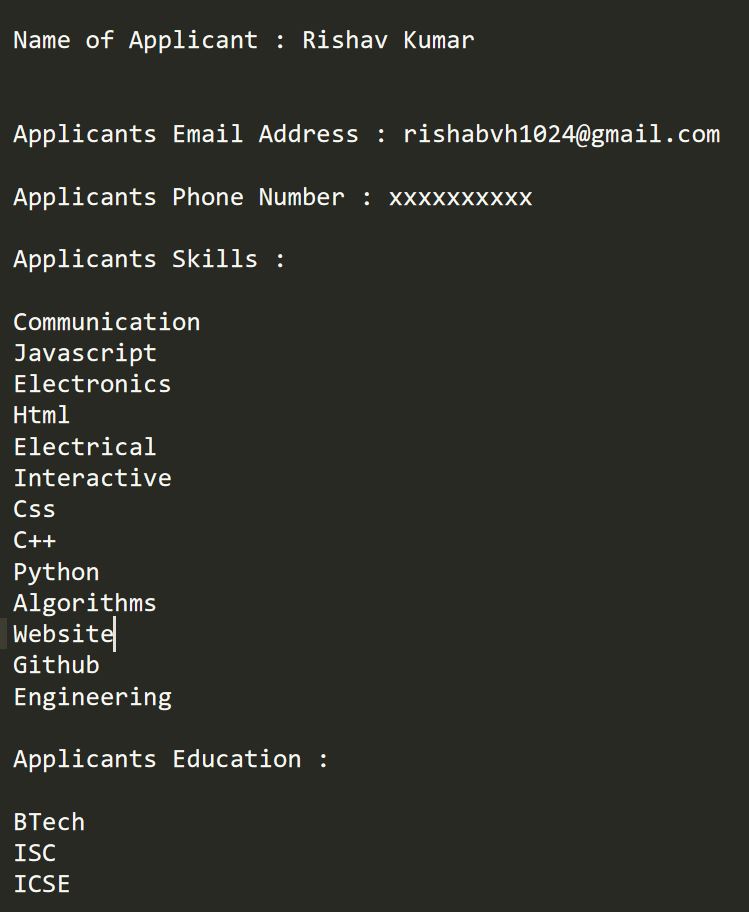 Name of Applicant : Rishav Kumar
Applicants Email Address : rishabvh1024@gmail.com
Applicants Phone Number : xxxxxxxxxx
Applicants Skills :
Communication
Javascript
Electronics
Html
Electrical
Interactive
Css
C++
Python
Algorithms
Website
Github
Engineering
Applicants Education :
BTech
ISC
ICSE